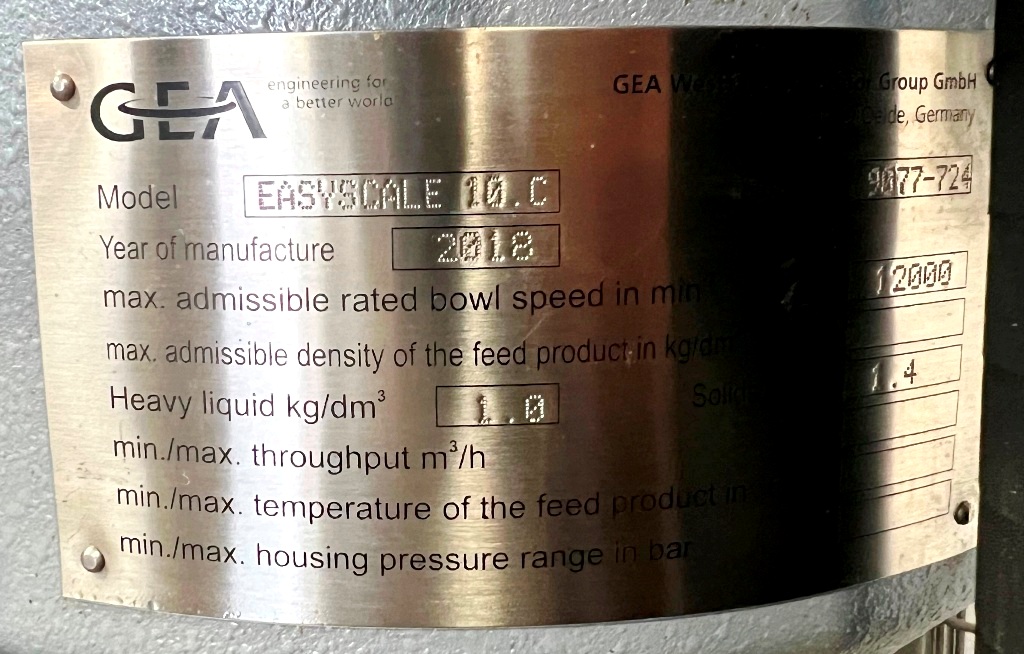 GEA engineering for
a better world
GEA Group GmbH
Oelde, Germany
Model EASYSCALE 10.C 9077-724
Year of manufacture 2018
max. admissible rated bowl speed in min 12000
max. admissible density of the feed product in kg/dm
Heavy liquid kg/dm³ 1.0 1.4
min./max. throughput m³/h
min./max. temperature of the feed product in
min./max. housing pressure range in bar